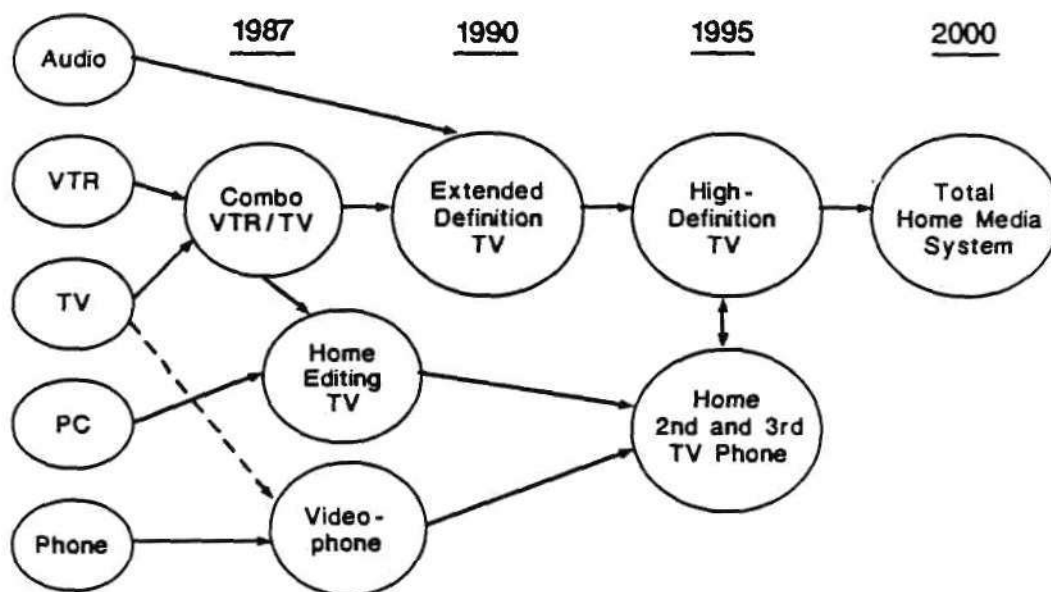 1987
1990
1995
2000
Audio
VTR
TV
PC
Phone
Combo
VTR/TV
Home
Editing
TV
Video-
phone
Extended
Definition
TV
High-
Definition
TV
Home
2nd and 3rd
TV Phone
Total
Home Media
System